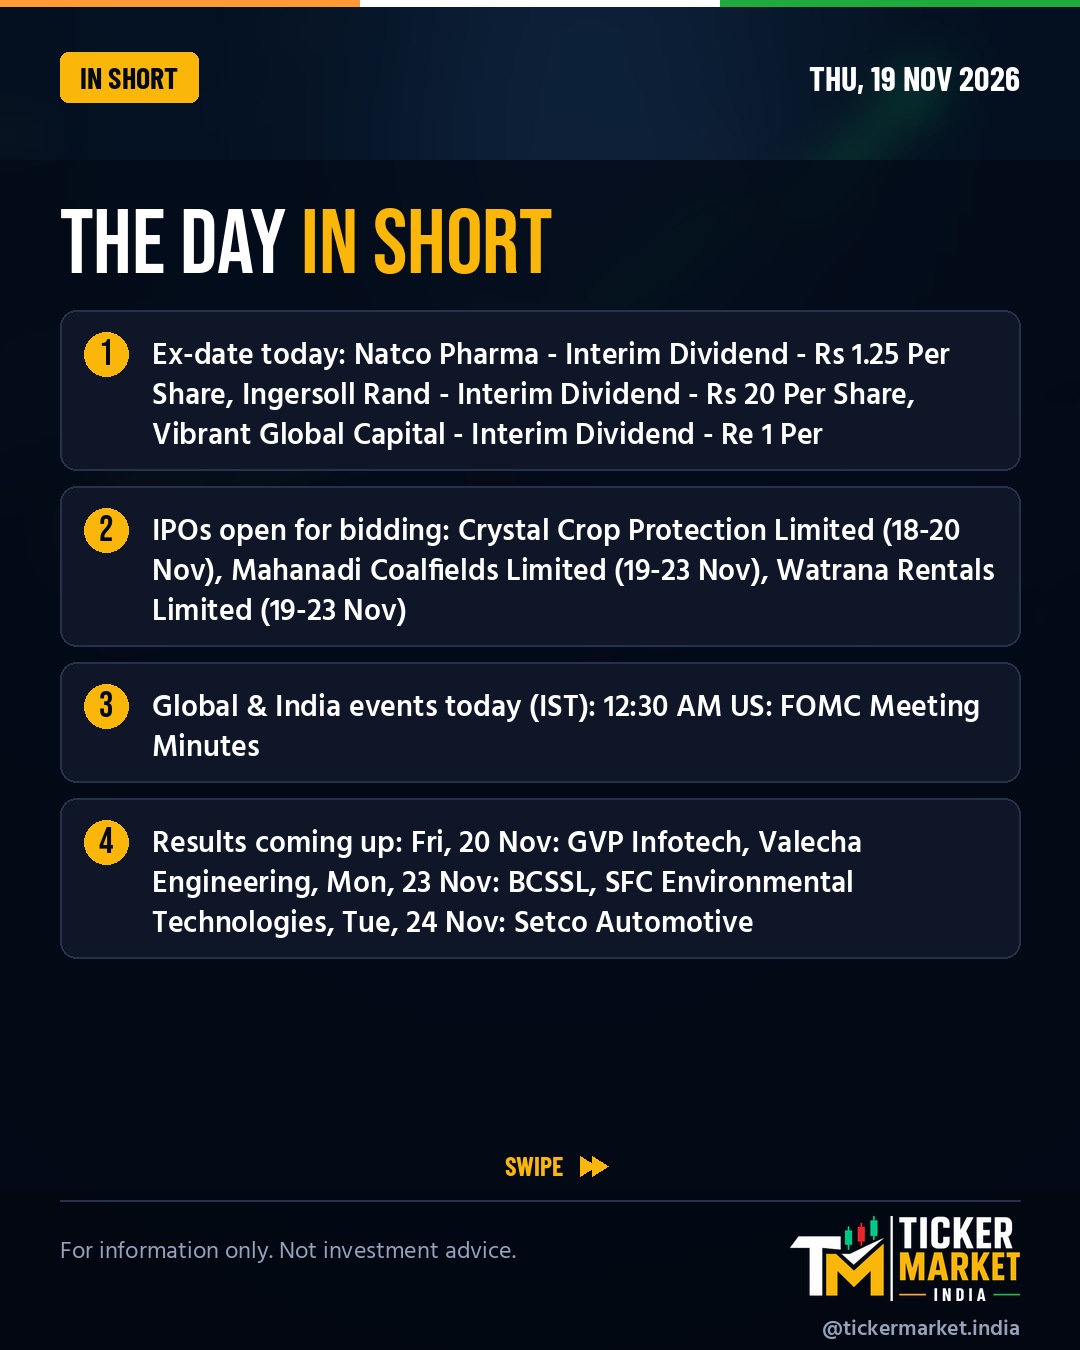 IN SHORT
THU, 19 NOV 2026
THE DAY IN SHORT
1
Ex-date today: Natco Pharma - Interim Dividend - Rs 1.25 Per
Share, Ingersoll Rand - Interim Dividend - Rs 20 Per Share,
Vibrant Global Capital - Interim Dividend - Re 1 Per
2
IPOs open for bidding: Crystal Crop Protection Limited (18-20
Nov), Mahanadi Coalfields Limited (19-23 Nov), Watrana Rentals
Limited (19-23 Nov)
3
Global & India events today (IST): 12:30 AM US: FOMC Meeting
Minutes
4
Results coming up: Fri, 20 Nov: GVP Infotech, Valecha
Engineering, Mon, 23 Nov: BCSSL, SFC Environmental
Technologies, Tue, 24 Nov: Setco Automotive
SWIPE
For information only. Not investment advice.
TM
TICKER
MARKET
INDIA
@tickermarket.india